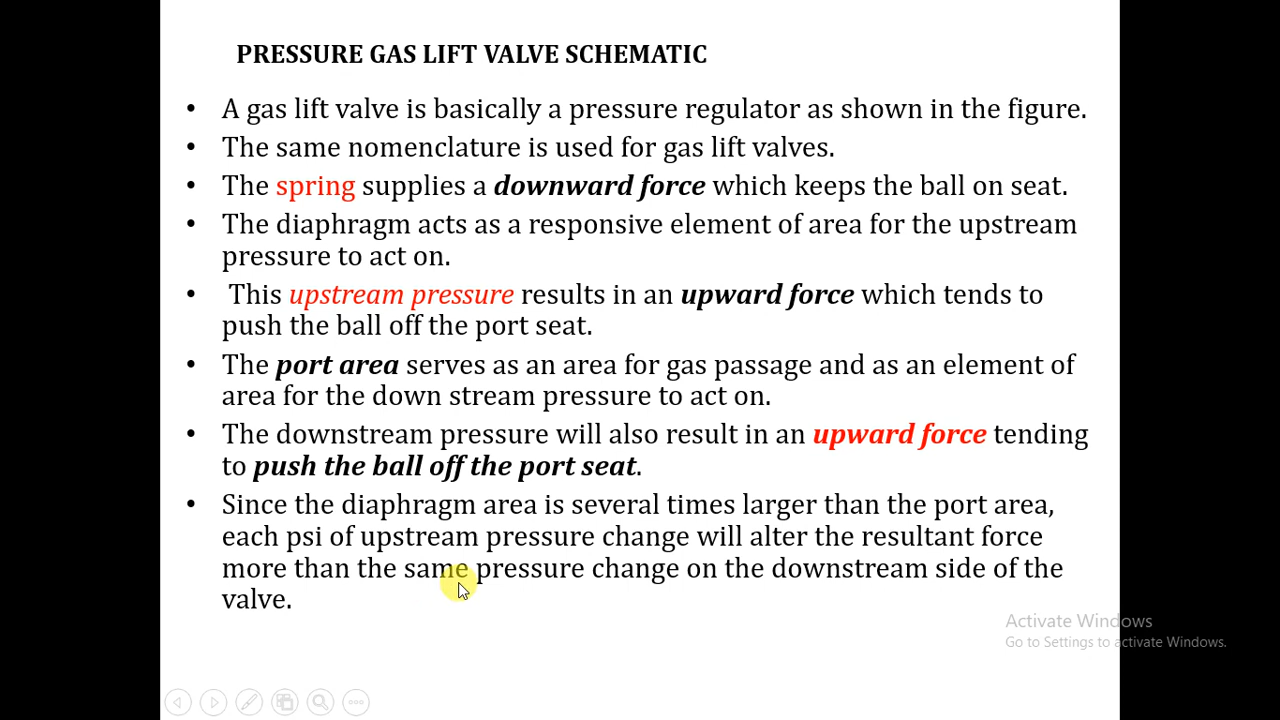 PRESSURE GAS LIFT VALVE SCHEMATIC
• A gas lift valve is basically a pressure regulator as shown in the figure.
• The same nomenclature is used for gas lift valves.
• The spring supplies a downward force which keeps the ball on seat.
• The diaphragm acts as a responsive element of area for the upstream
pressure to act on.
• This upstream pressure results in an upward force which tends to
push the ball off the port seat.
• The port area serves as an area for gas passage and as an element of
area for the down stream pressure to act on.
• The downstream pressure will also result in an upward force tending
to push the ball off the port seat.
• Since the diaphragm area is several times larger than the port area,
each psi of upstream pressure change will alter the resultant force
more than the same pressure change on the downstream side of the
valve.
Activate Windows
Go to Settings to activate Windows.